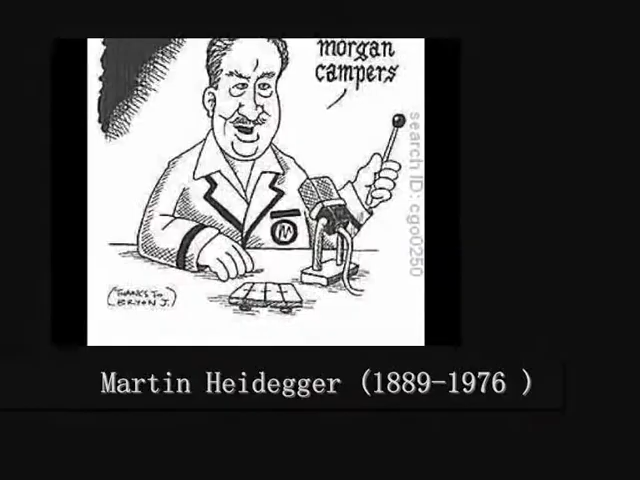 morgan
campers
search ID: cgo0250
M
(THANKS TO
BRYON J.)
Martin Heidegger (1889-1976 )